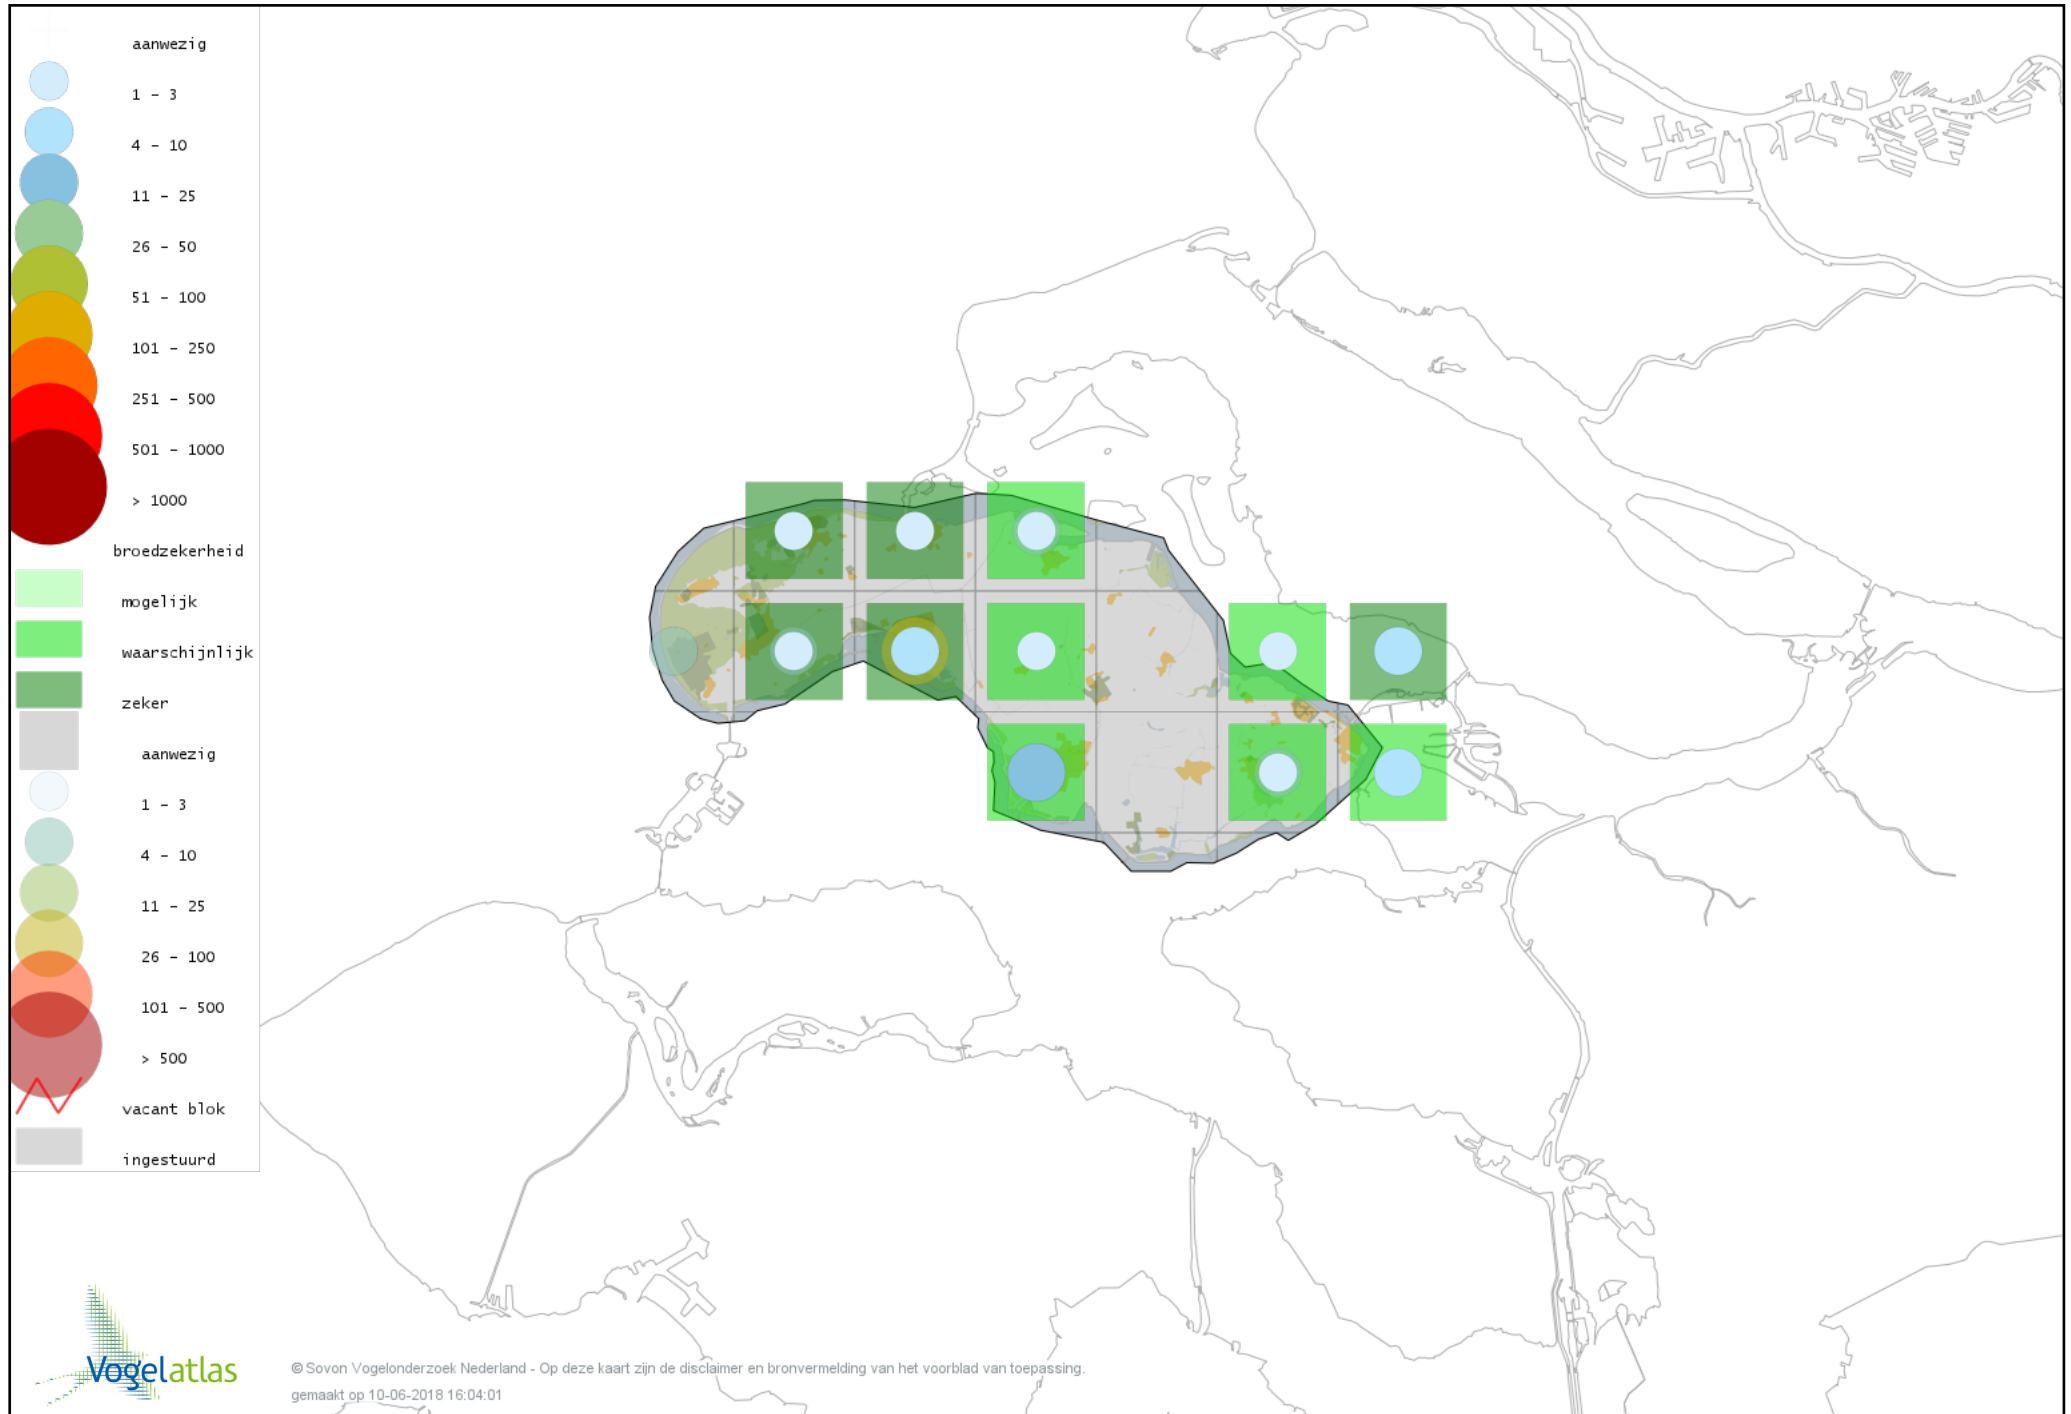 aanwezig
1 - 3
4 - 10
11 - 25
26 - 50
51 - 100
101 - 250
251 - 500
501 - 1000
> 1000
broedzekerheid
mogelijk
waarschijnlijk
zeker
aanwezig
1 - 3
4 - 10
11 - 25
26 - 100
101 - 500
> 500
vacant blok
ingestuurd
Vogelatlas
© Sovon Vogelonderzoek Nederland - Op deze kaart zijn de disclaimer en bronvermelding van het voorblad van toepassing.
gemaakt op 10-06-2018 16:04:01